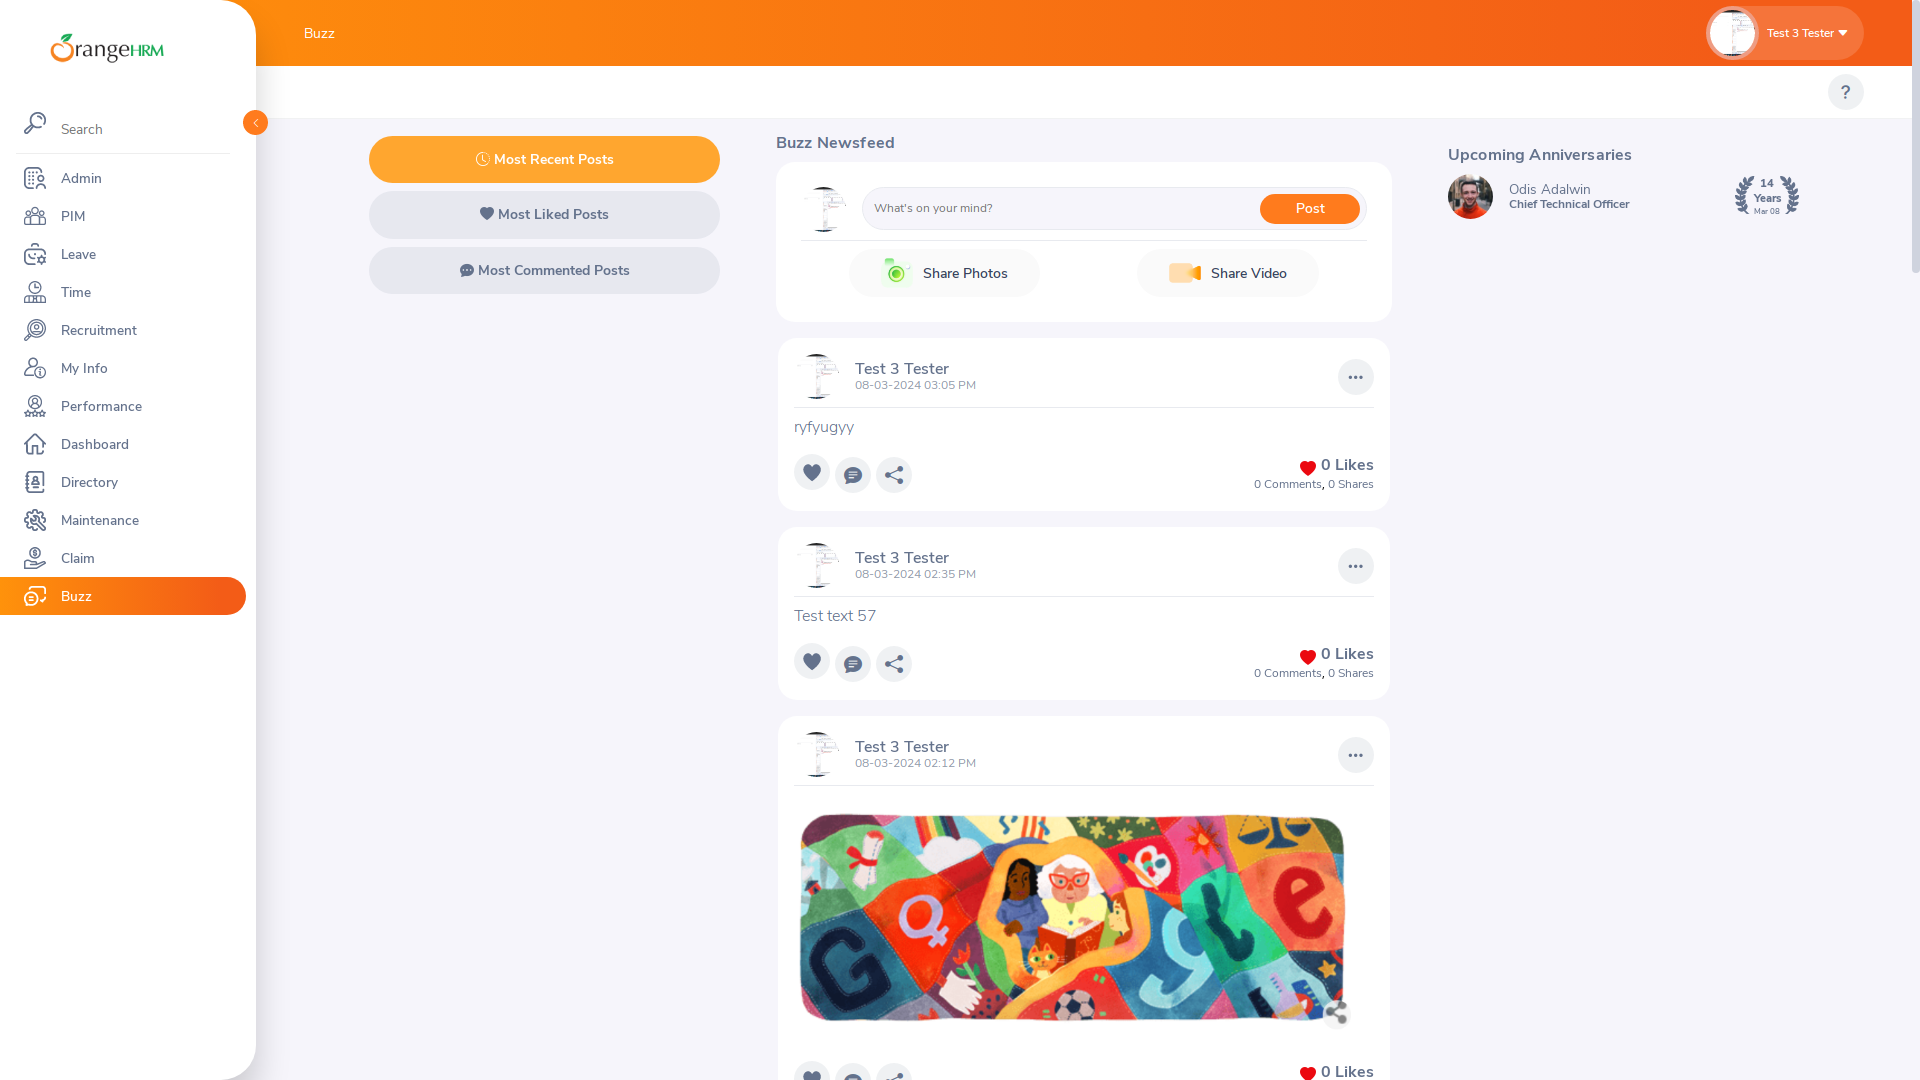 OrangeHRM
Search
Admin
PIM
Leave
Time
Recruitment
My Info
Performance
Dashboard
Directory
Maintenance
Claim
Buzz
Buzz
Test 3 Tester
?
Most Recent Posts
Most Liked Posts
Most Commented Posts
Buzz Newsfeed
What's on your mind?
Post
Share Photos
Share Video
Test 3 Tester
08-03-2024 03:05 PM
ryfyugyy
0 Likes
0 Comments, 0 Shares
Test 3 Tester
08-03-2024 02:35 PM
Test text 57
0 Likes
0 Comments, 0 Shares
Test 3 Tester
08-03-2024 02:12 PM
G gle
0 Likes
Upcoming Anniversaries
Odis Adalwin
Chief Technical Officer
14
Years
Mar 08